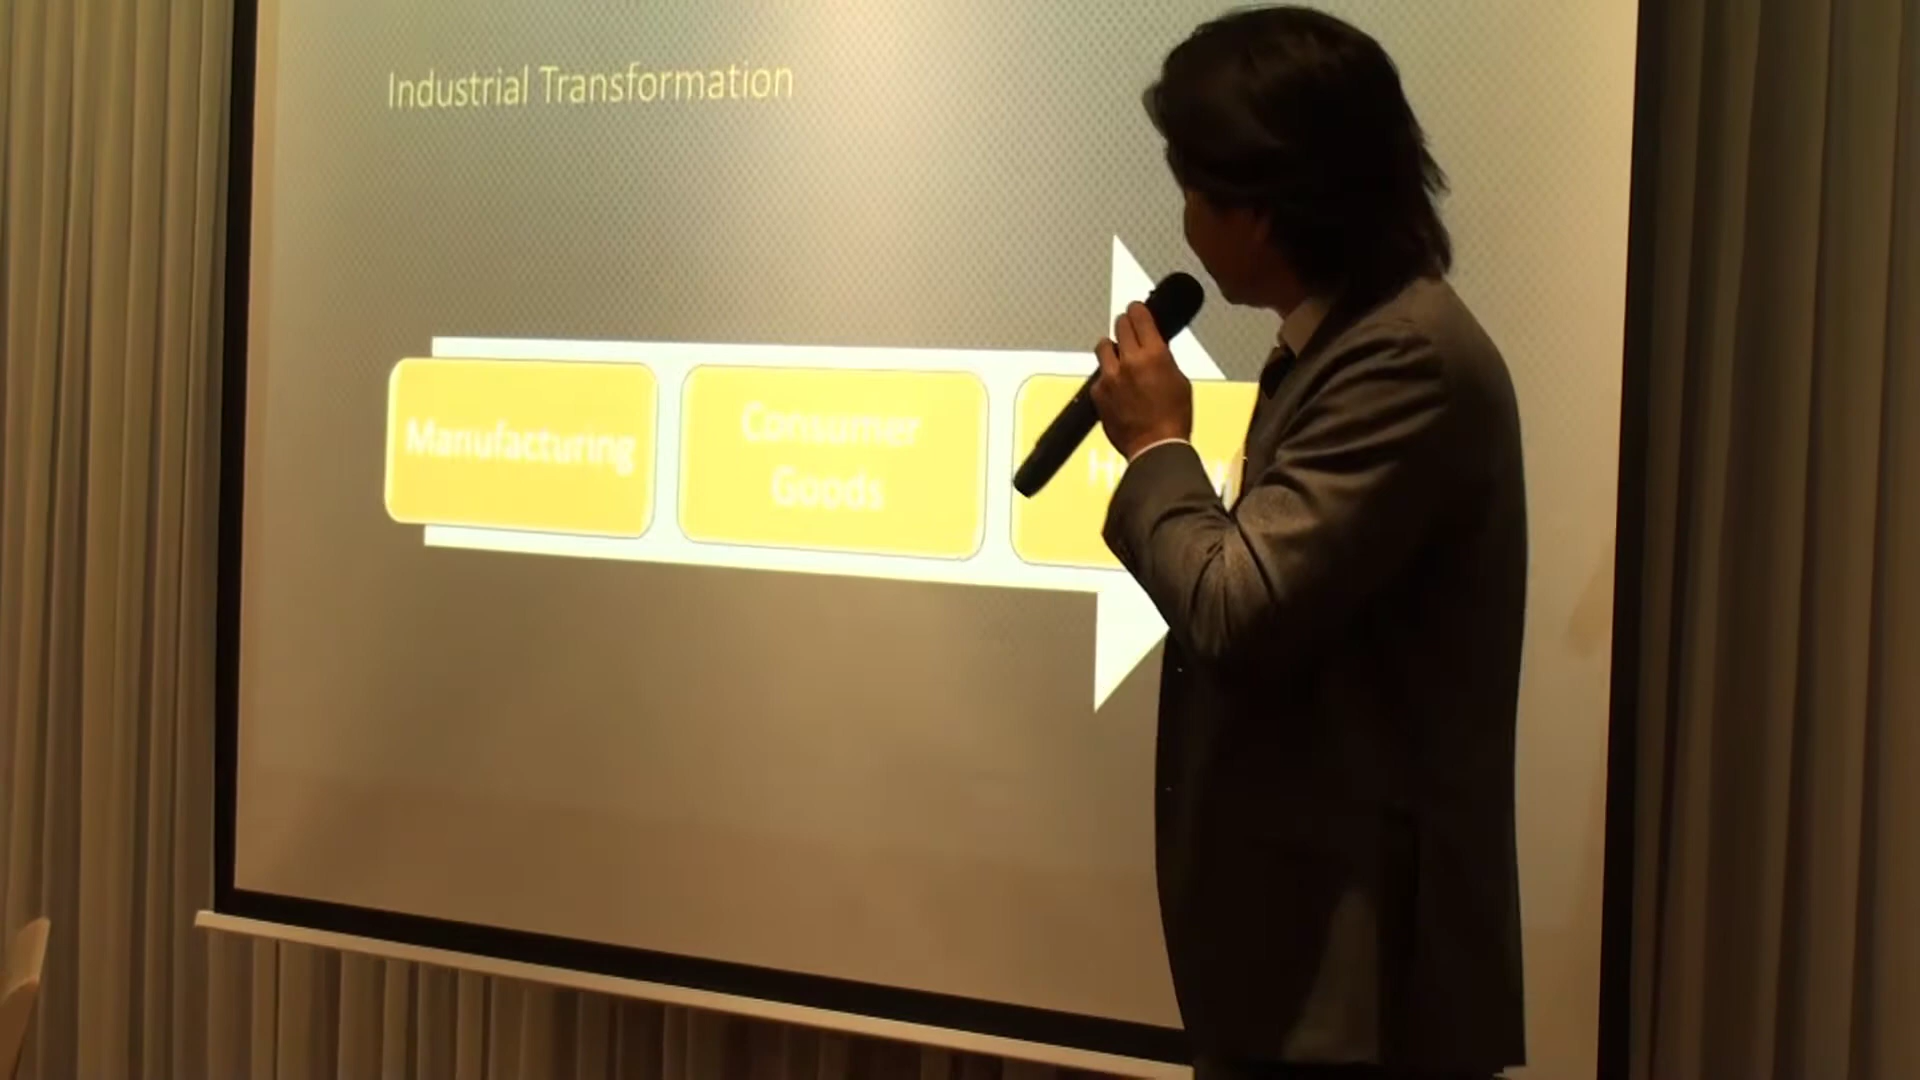 Industrial Transformation
Manufacturing
Consumer
Goods